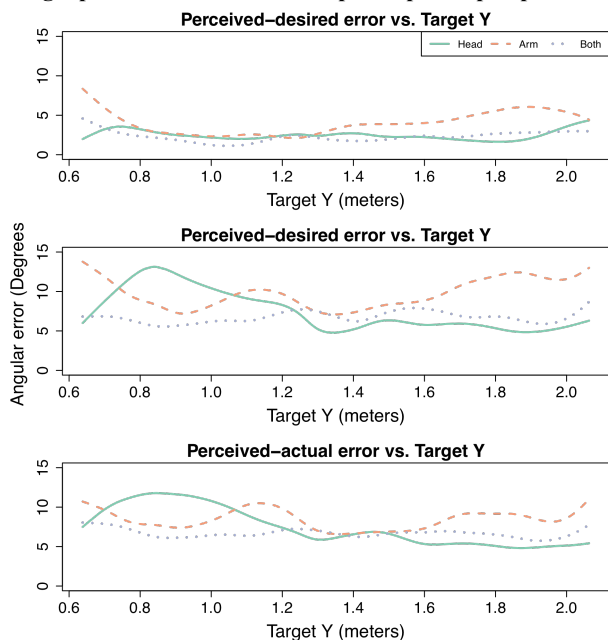 Perceived−desired error vs. Target Y
Head Arm Both
15
10
5
0
0.6 0.8 1.0 1.2 1.4 1.6 1.8 2.0
Target Y (meters)
Perceived−desired error vs. Target Y
15
10
5
0
0.6 0.8 1.0 1.2 1.4 1.6 1.8 2.0
Target Y (meters)
Angular error (Degrees
Perceived−actual error vs. Target Y
15
10
5
0
0.6 0.8 1.0 1.2 1.4 1.6 1.8 2.0
Target Y (meters)